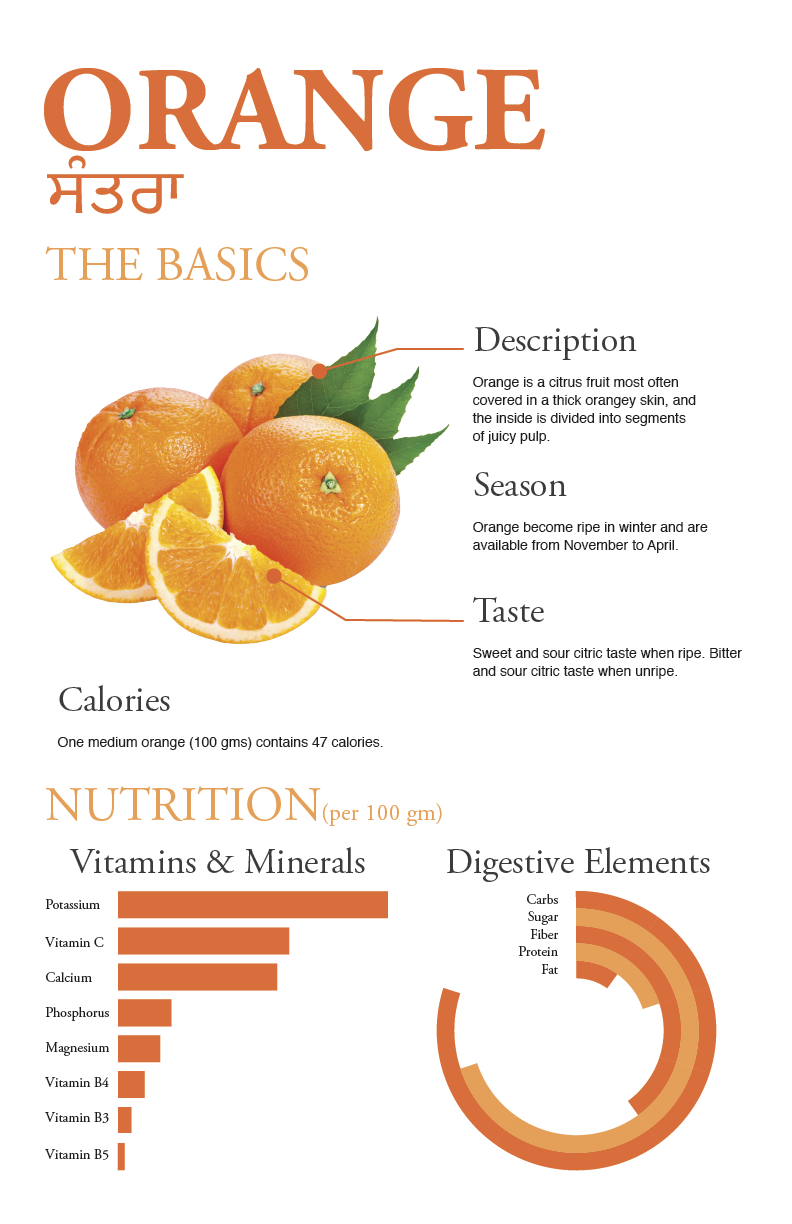 ORANGE
ਸੰਤਰਾ
THE BASICS
Description
Orange is a citrus fruit most often
covered in a thick orangey skin, and
the inside is divided into segments
of juicy pulp.
Season
Orange become ripe in winter and are
available from November to April.
Taste
Sweet and sour citric taste when ripe. Bitter
and sour citric taste when unripe.
Calories
One medium orange (100 gms) contains 47 calories.
NUTRITION(per 100 gm)
Vitamins & Minerals
Potassium
Vitamin C
Calcium
Phosphorus
Magnesium
Vitamin B4
Vitamin B3
Vitamin B5
Digestive Elements
Carbs
Sugar
Fiber
Protein
Fat